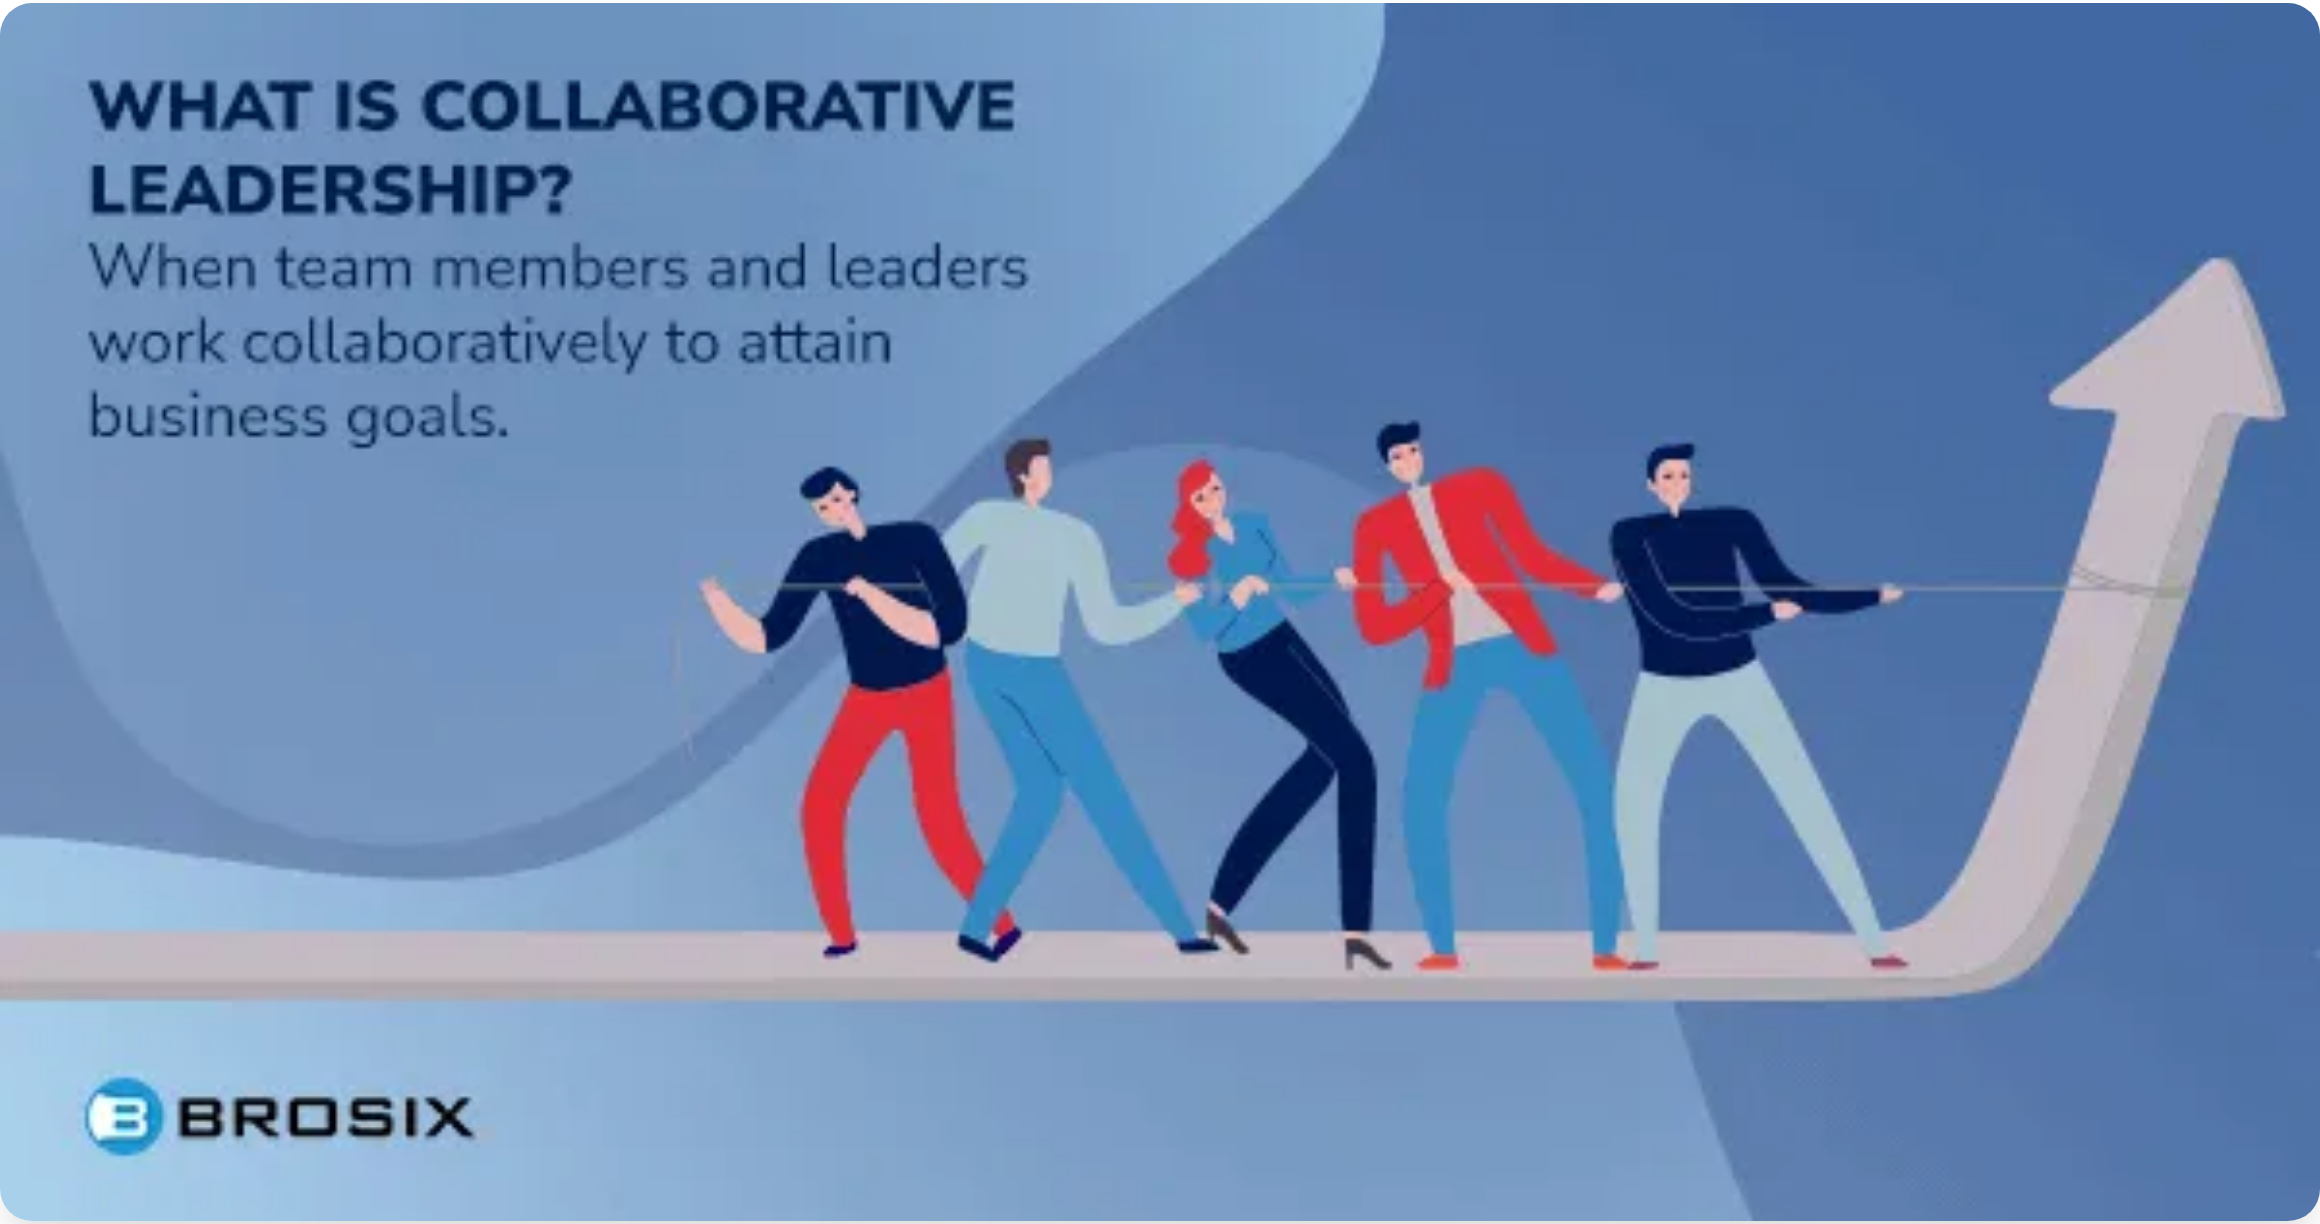 WHAT IS COLLABORATIVE
LEADERSHIP?
When team members and leaders
work collaboratively to attain
business goals.
B BROSIX